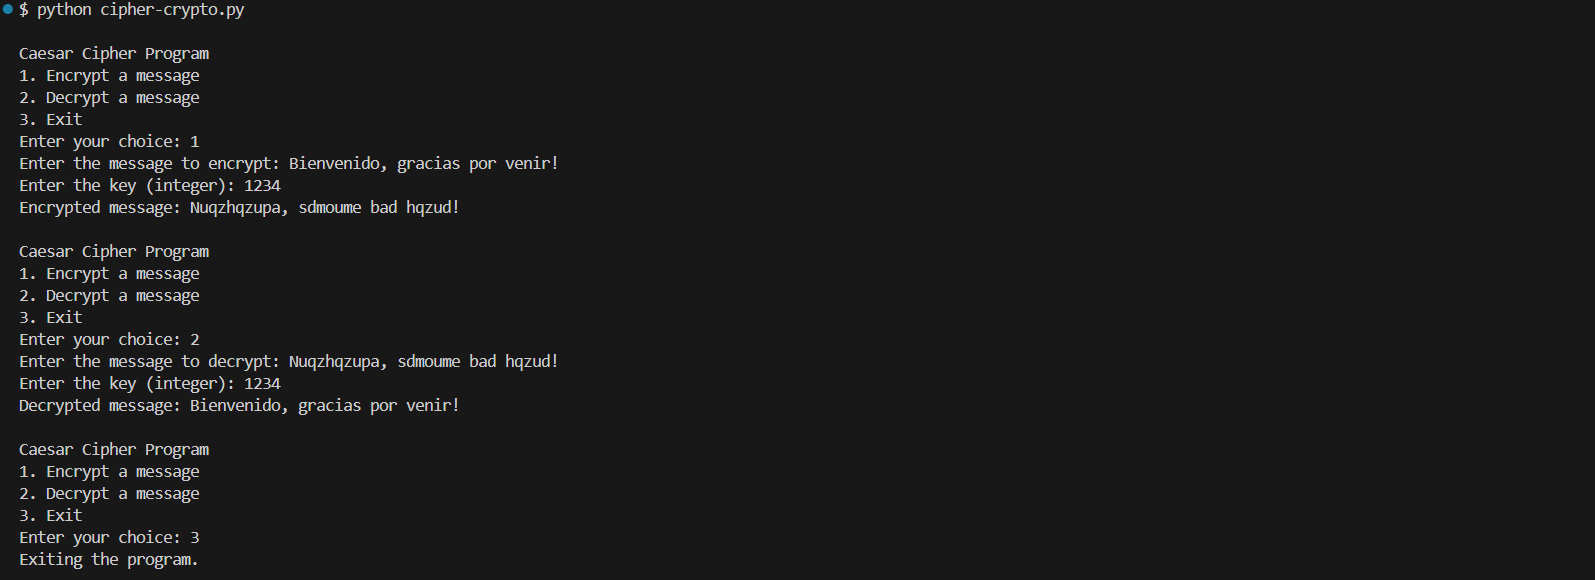 $ python cipher-crypto.py
Caesar Cipher Program
1. Encrypt a message
2. Decrypt a message
3. Exit
Enter your choice: 1
Enter the message to encrypt: Bienvenido, gracias por venir!
Enter the key (integer): 1234
Encrypted message: Nuqzhqzupa, sdmoume bad hqzud!
Caesar Cipher Program
1. Encrypt a message
2. Decrypt a message
3. Exit
Enter your choice: 2
Enter the message to decrypt: Nuqzhqzupa, sdmoume bad hqzud!
Enter the key (integer): 1234
Decrypted message: Bienvenido, gracias por venir!
Caesar Cipher Program
1. Encrypt a message
2. Decrypt a message
3. Exit
Enter your choice: 3
Exiting the program.